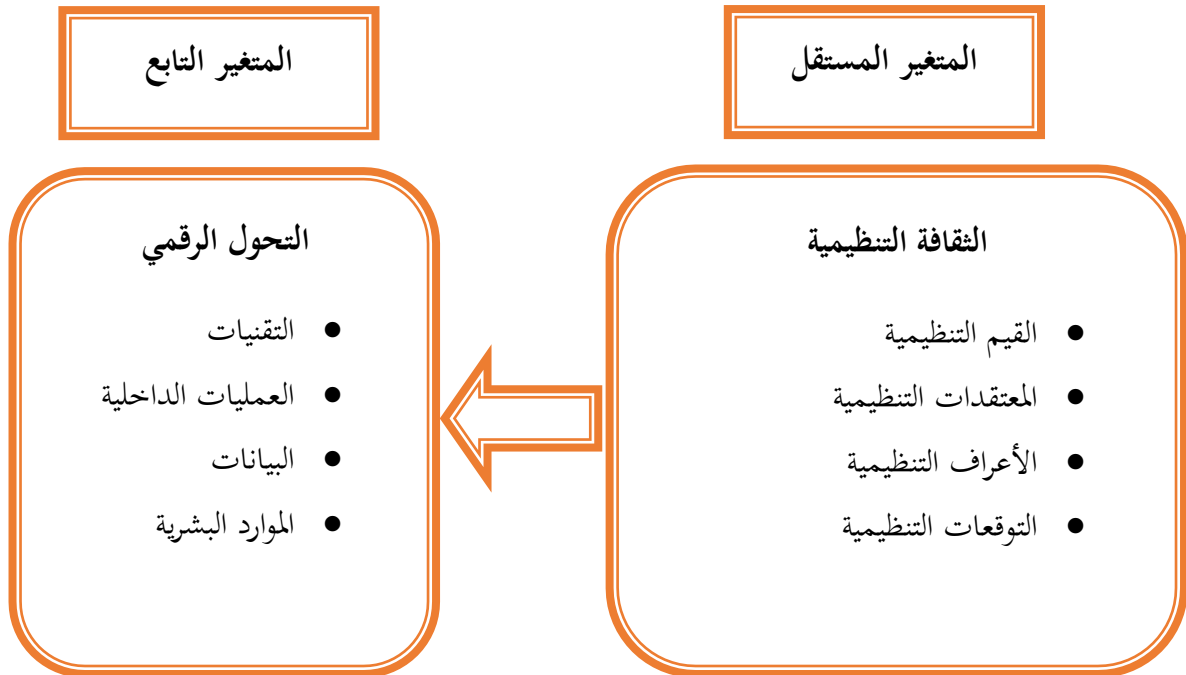 المتغير المستقل
المتغير التابع
الثقافة التنظيمية
● القيم التنظيمية
● المعتقدات التنظيمية
● الأعراف التنظيمية
● التوقعات التنظيمية
التحول الرقمي
● التقنيات
● العمليات الداخلية
● البيانات
● الموارد البشرية